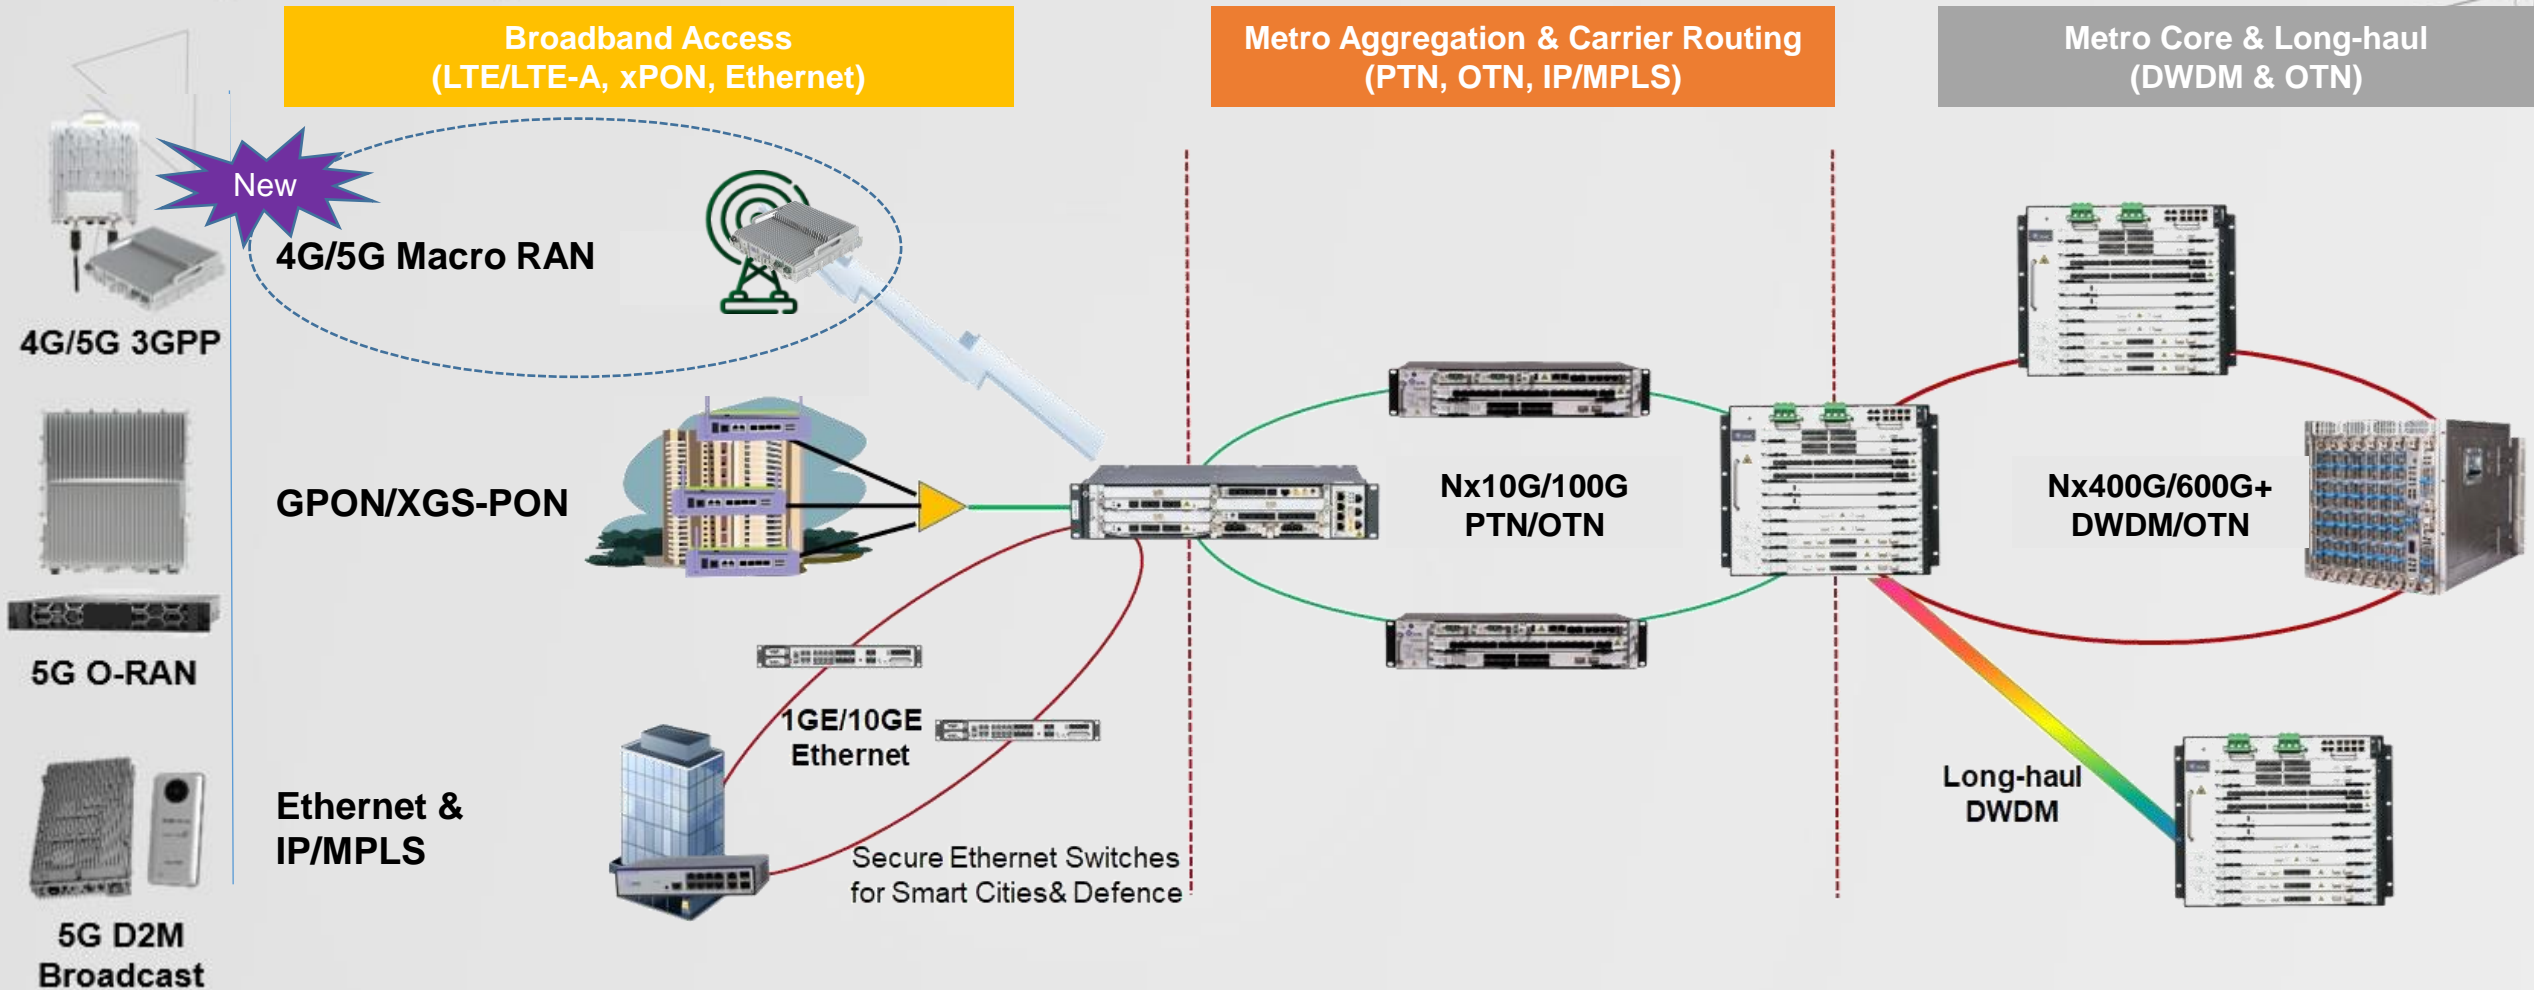 Broadband Access
(LTE/LTE-A, xPON, Ethernet)
Metro Aggregation & Carrier Routing
(PTN, OTN, IP/MPLS)
Metro Core & Long-haul
(DWDM & OTN)
New
4G/5G Macro RAN
4G/5G 3GPP
GPON/XGS-PON
Nx10G/100G
PTN/OTN
Nx400G/600G+
DWDM/OTN
5G O-RAN
1GE/10GE
Ethernet
Ethernet &
IP/MPLS
Long-haul
DWDM
Secure Ethernet Switches
for Smart Cities& Defence
5G D2M
Broadcast